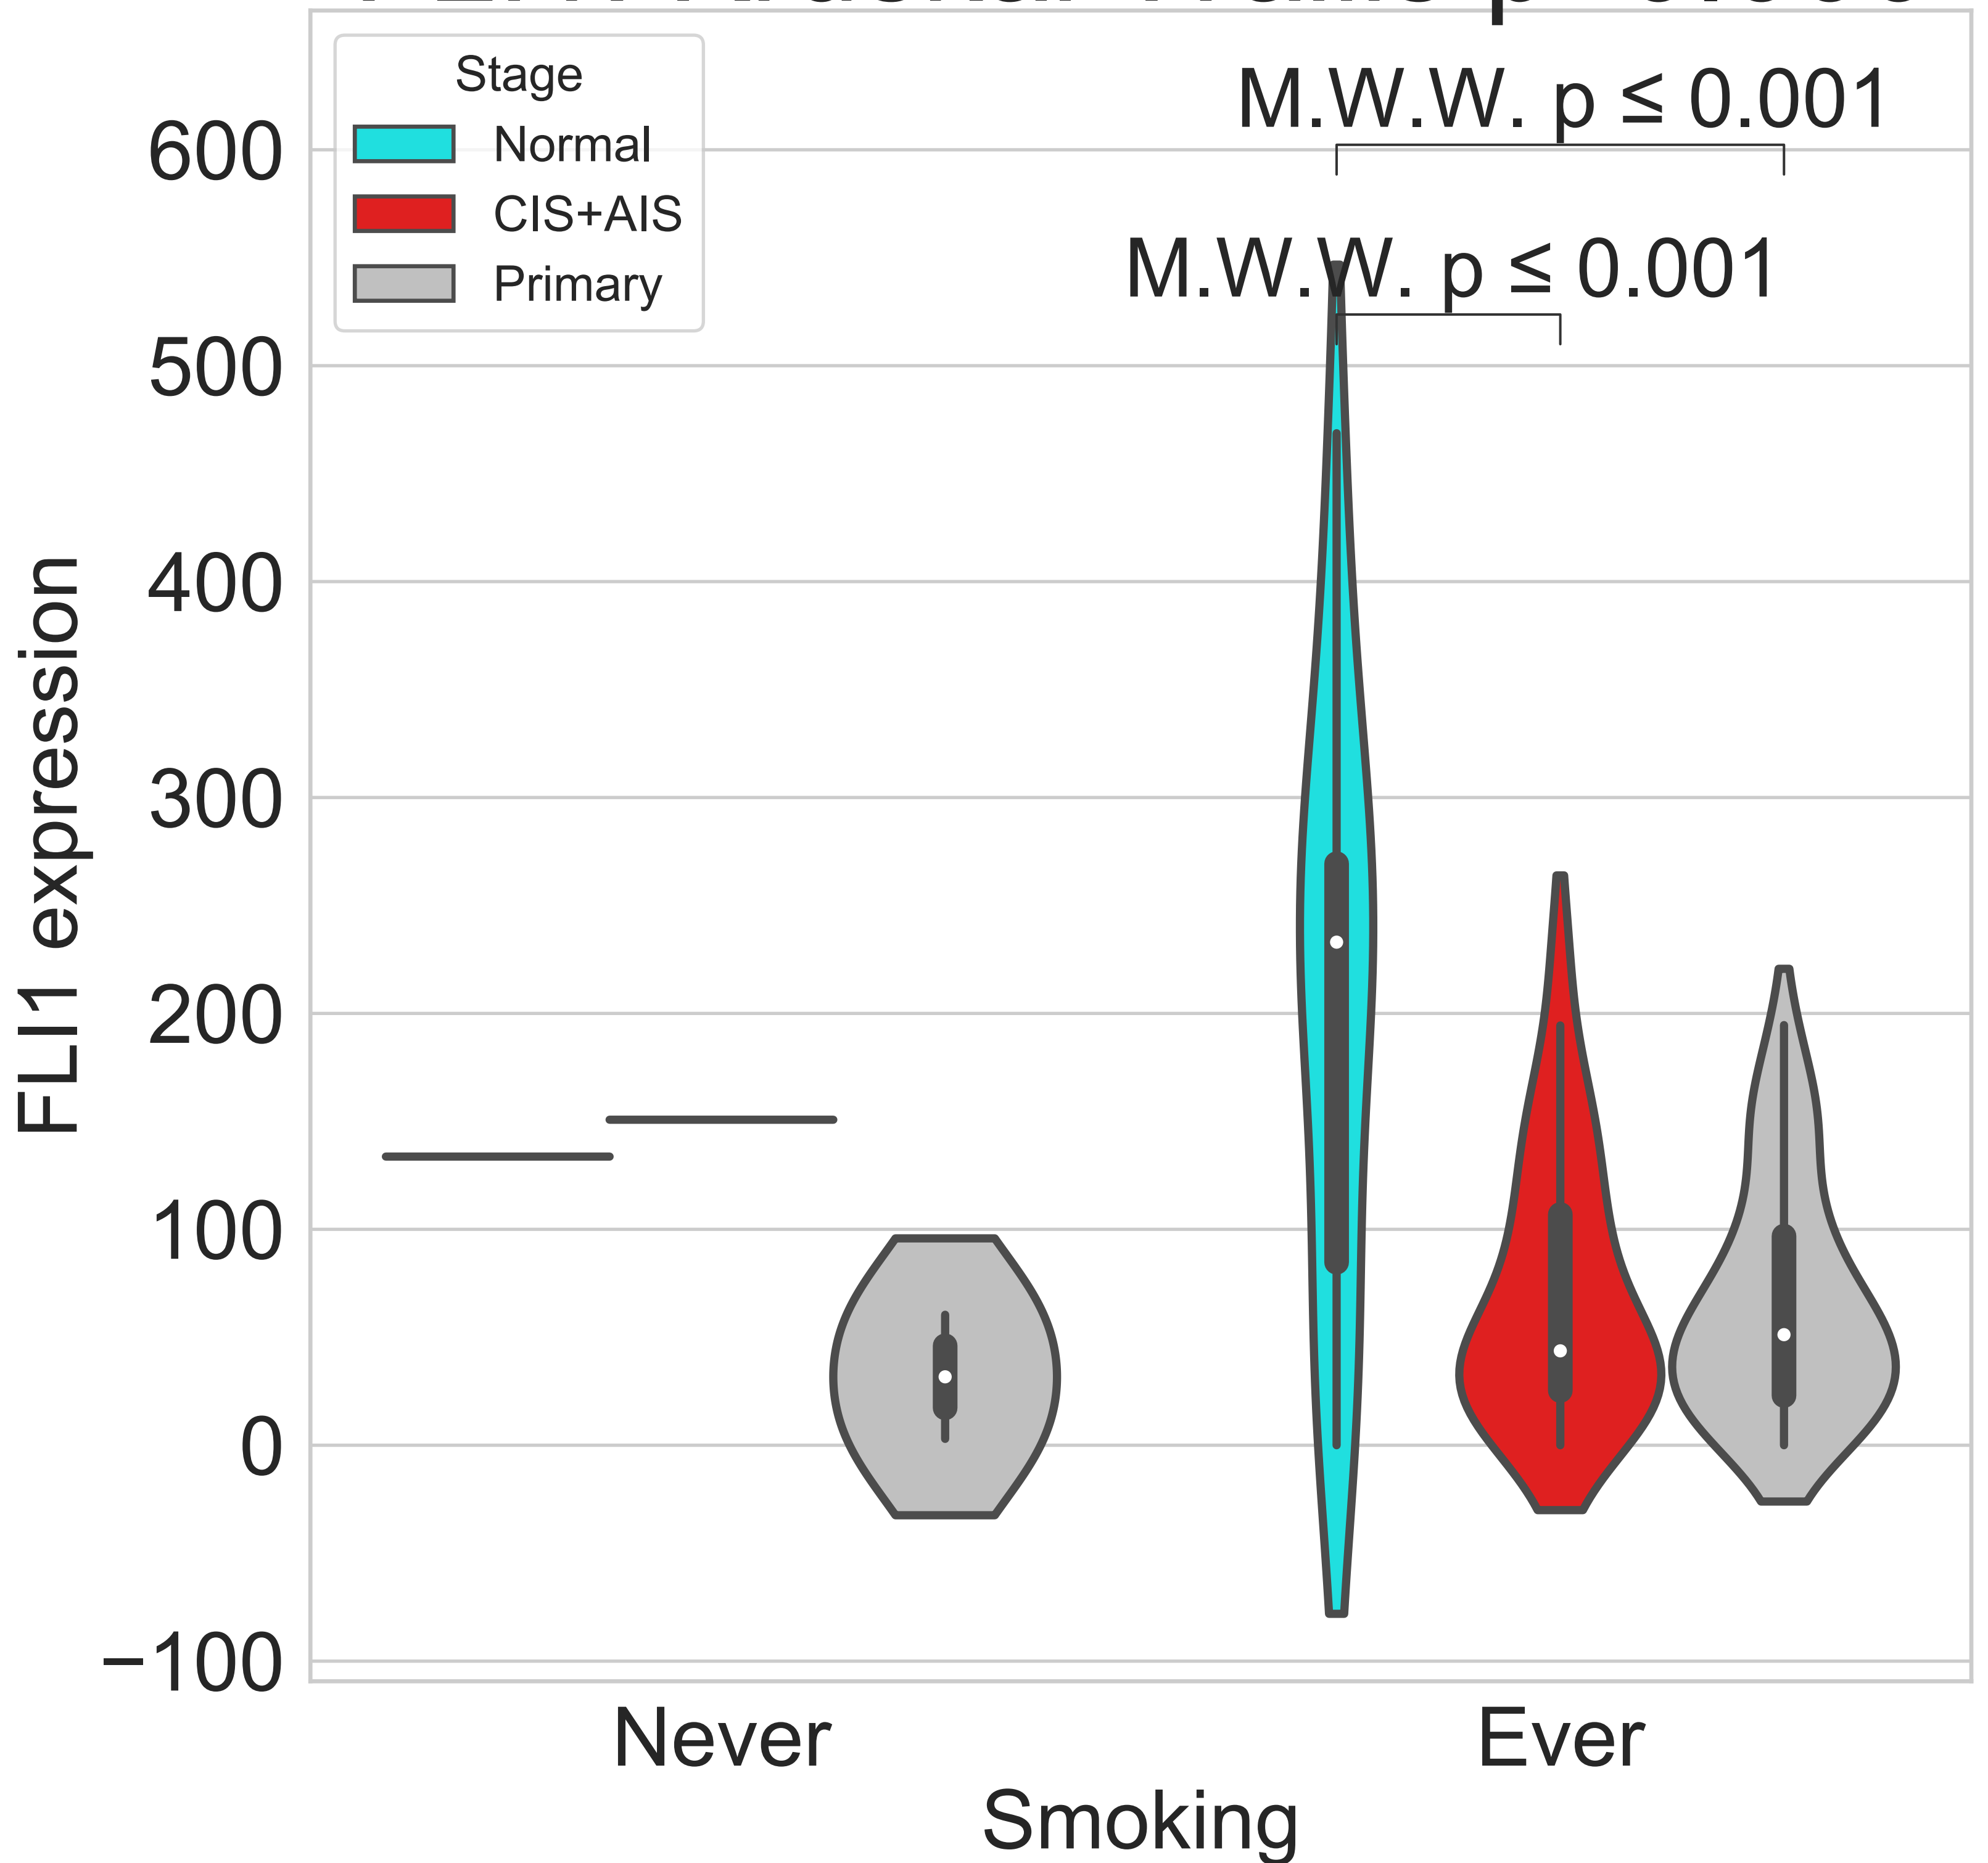 Stage
Normal
CIS+AIS
Primary
M.W.W. p ≤ 0.001
M.W.W. p ≤ 0.001
600
500
400
300
200
100
0
−100
FLI1 expression
Never
Ever
Smoking